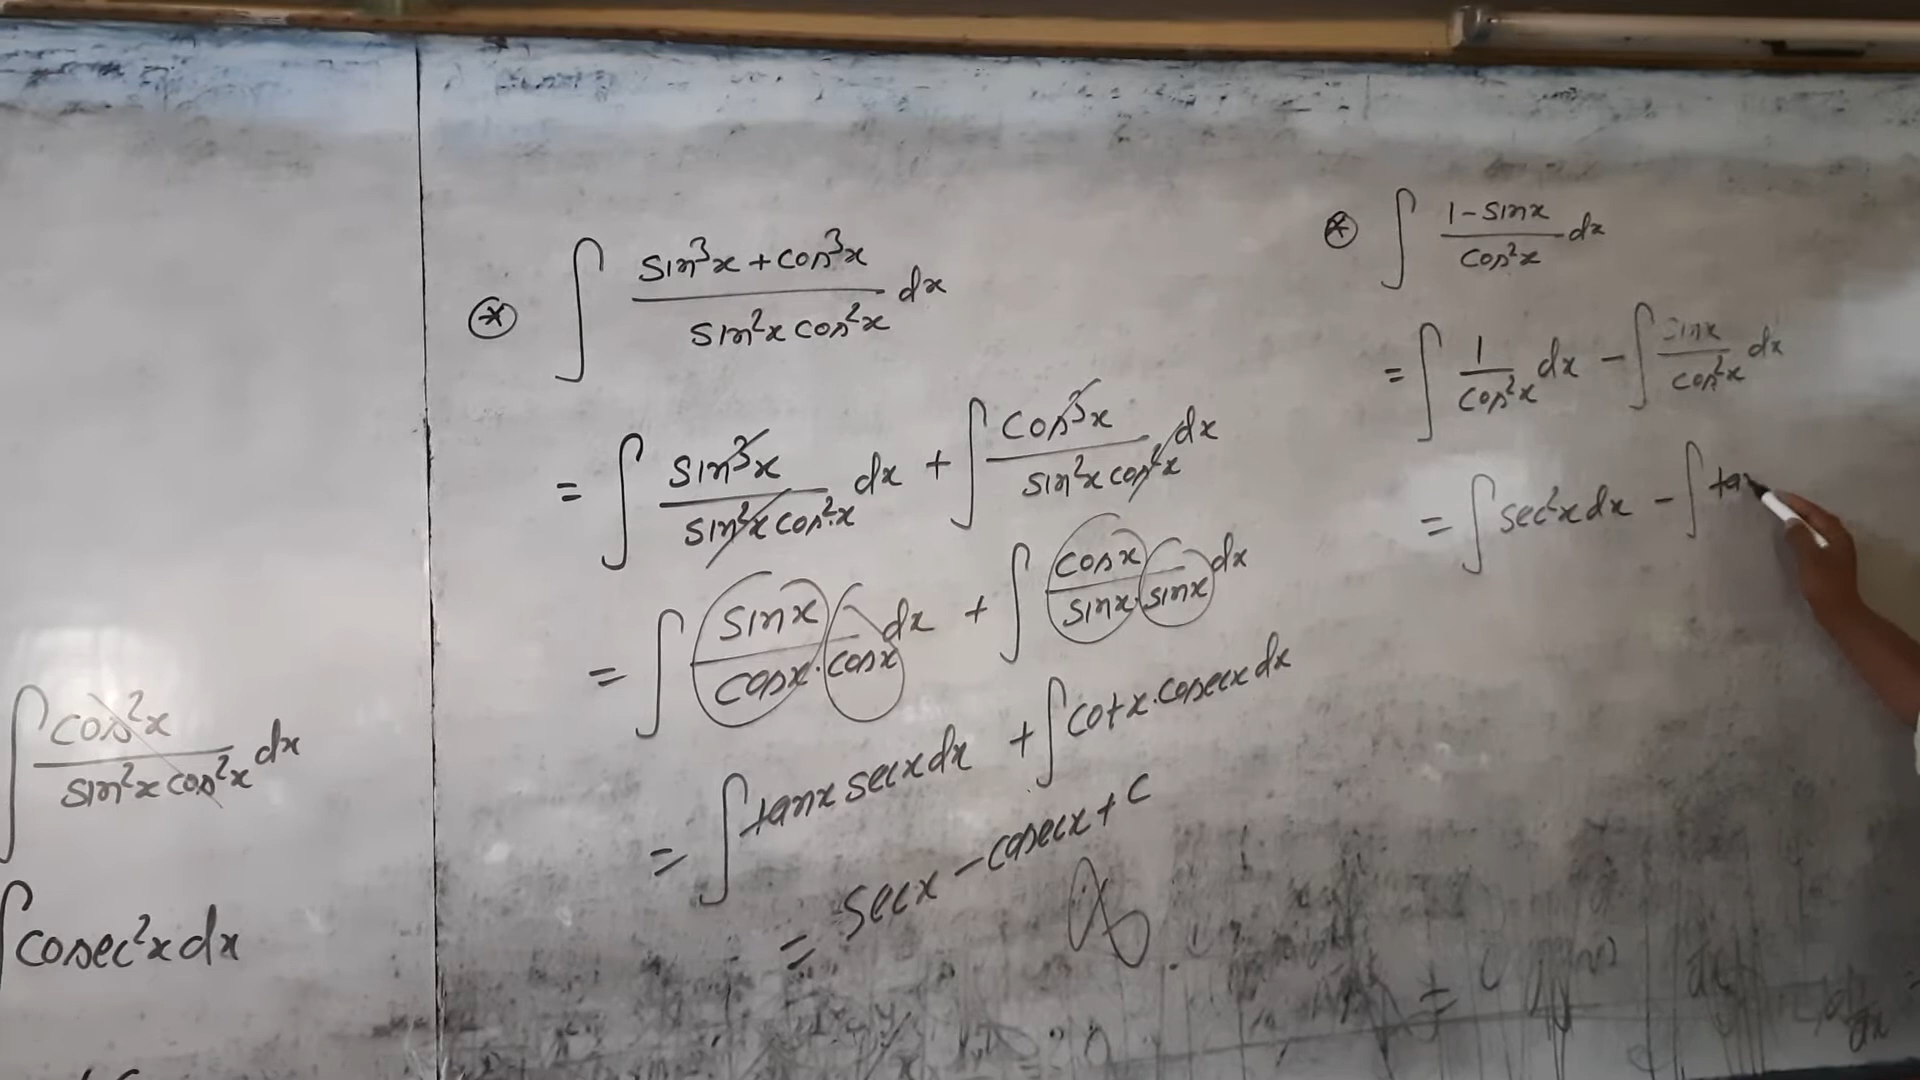 ∫ cos²x / sin²x cos²x dx
∫ cosec²x dx
⊛ ∫ sin³x + cos³x / sin²x cos²x dx
= ∫ sin³x / sin²x cos²x dx + ∫ cos³x / sin²x cos²x dx
= ∫ sinx / cosx · cosx dx + ∫ cosx / sinx · sinx dx
= ∫ tanx secx dx + ∫ cotx · cosecx dx
= secx - cosecx + c
⊛ ∫ 1 - sinx / cos²x dx
= ∫ 1 / cos²x dx - ∫ sinx / cos²x dx
= ∫ sec²x dx - ∫ tan